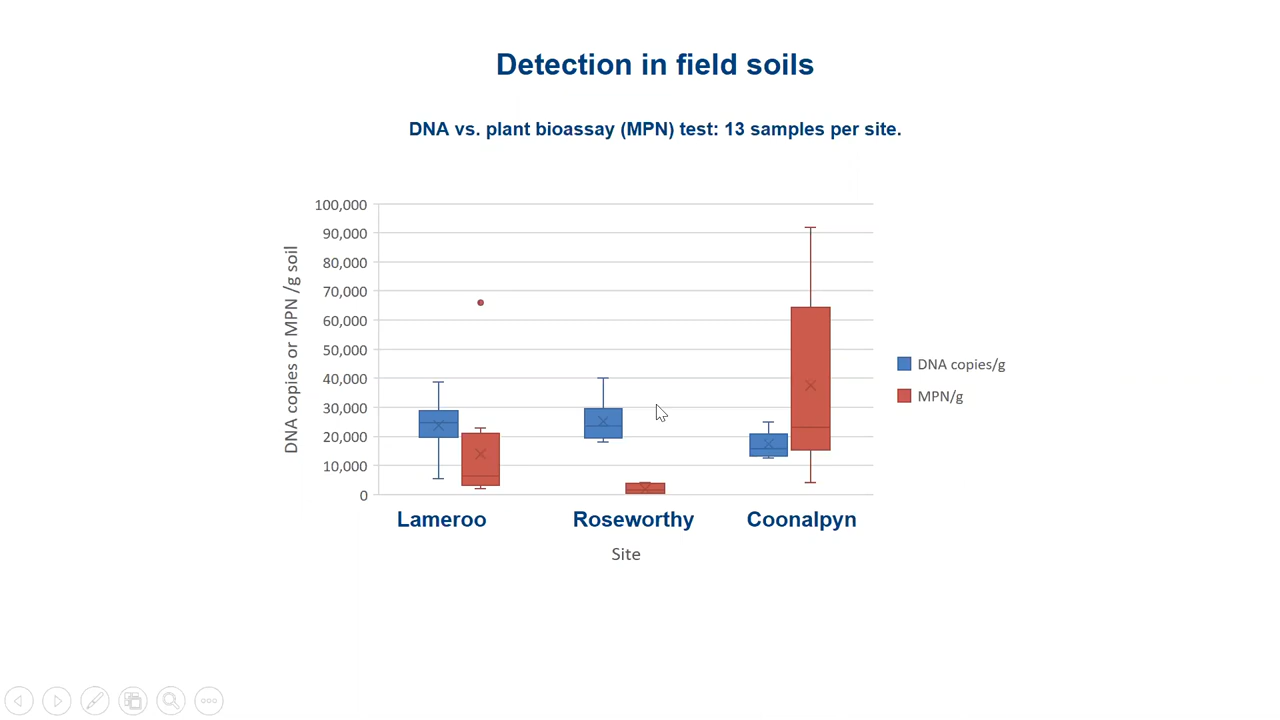 Detection in field soils
DNA vs. plant bioassay (MPN) test: 13 samples per site.
100,000
90,000
80,000
70,000
60,000
50,000
40,000
30,000
20,000
10,000
0
DNA copies or MPN /g soil
DNA copies/g
MPN/g
Lameroo
Roseworthy
Coonalpyn
Site